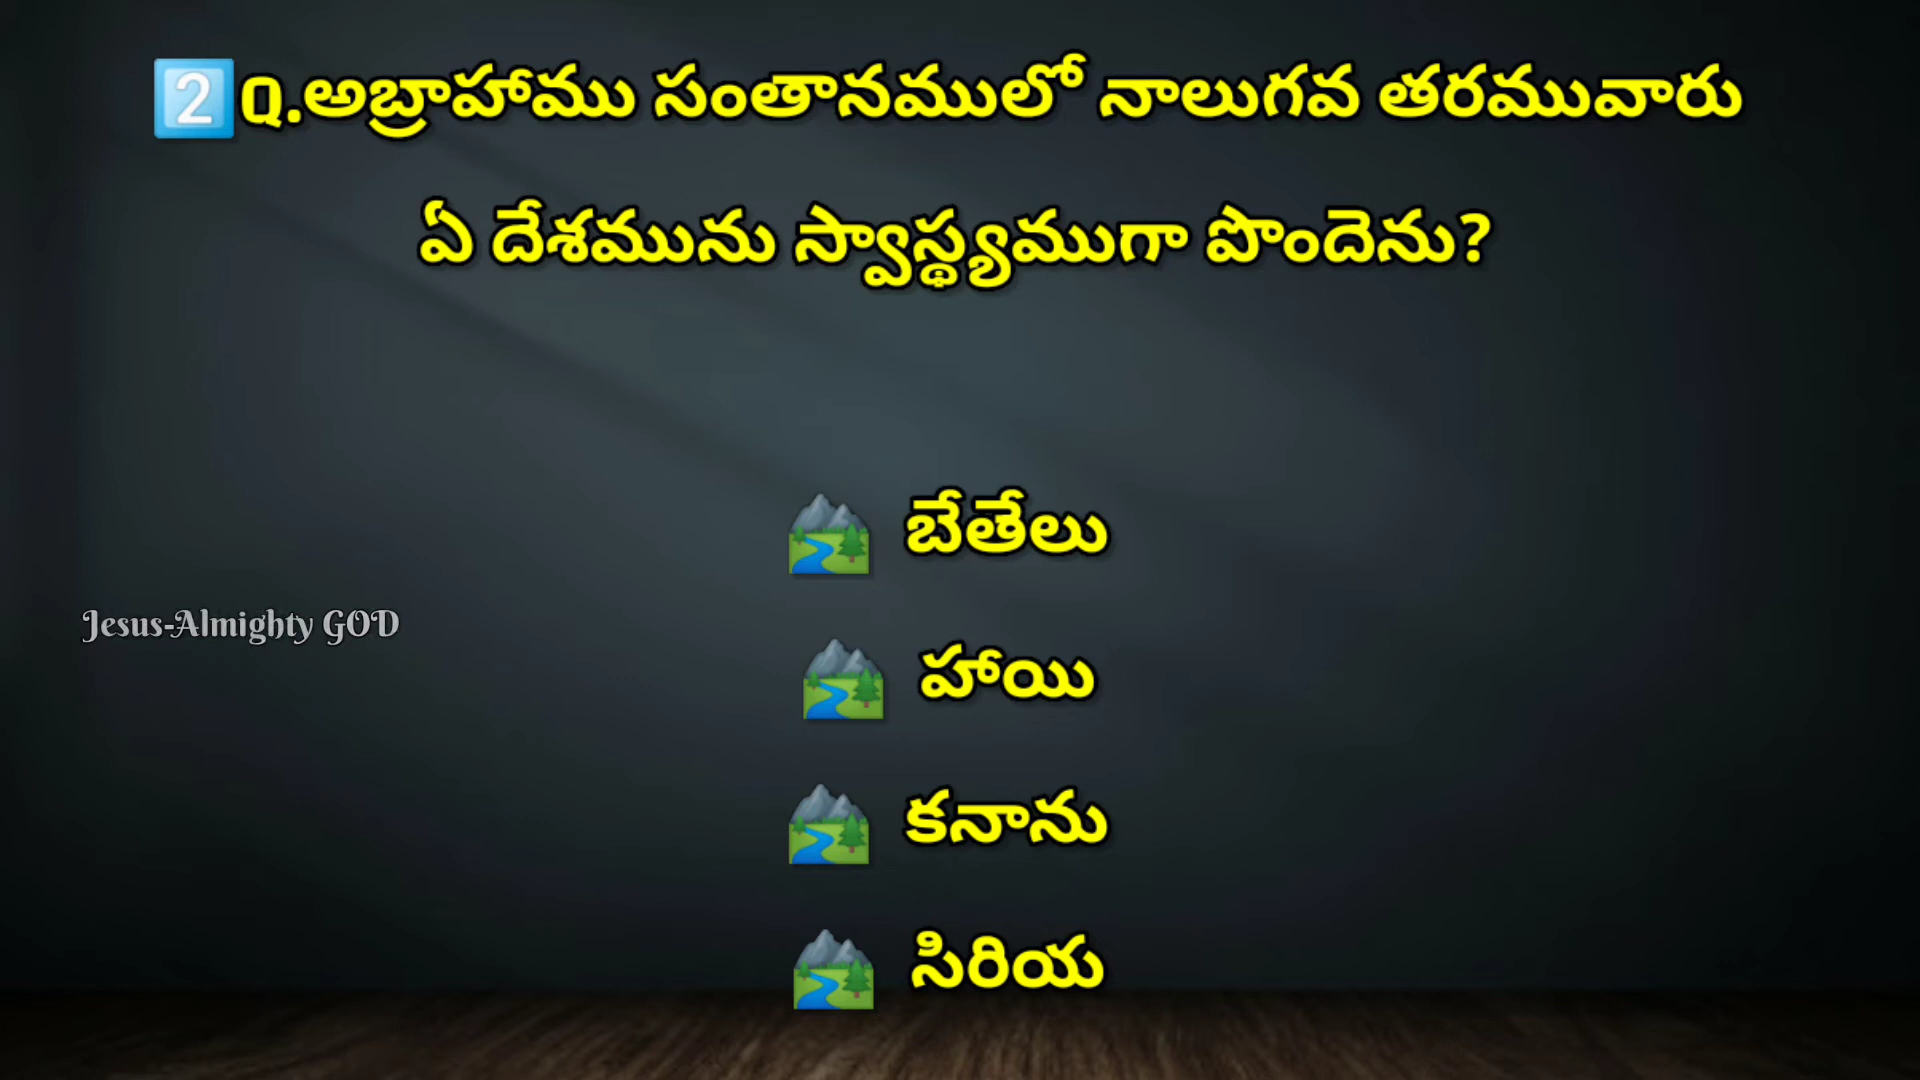 2️⃣Q.అబ్రాహాము సంతానములో నాలుగవ తరమువారు
ఏ దేశమును స్వాస్థ్యముగా పొందెను?
🏞️ బేతేలు
Jesus-Almighty GOD
🏞️ హాయి
🏞️ కనాను
🏞️ సిరియ